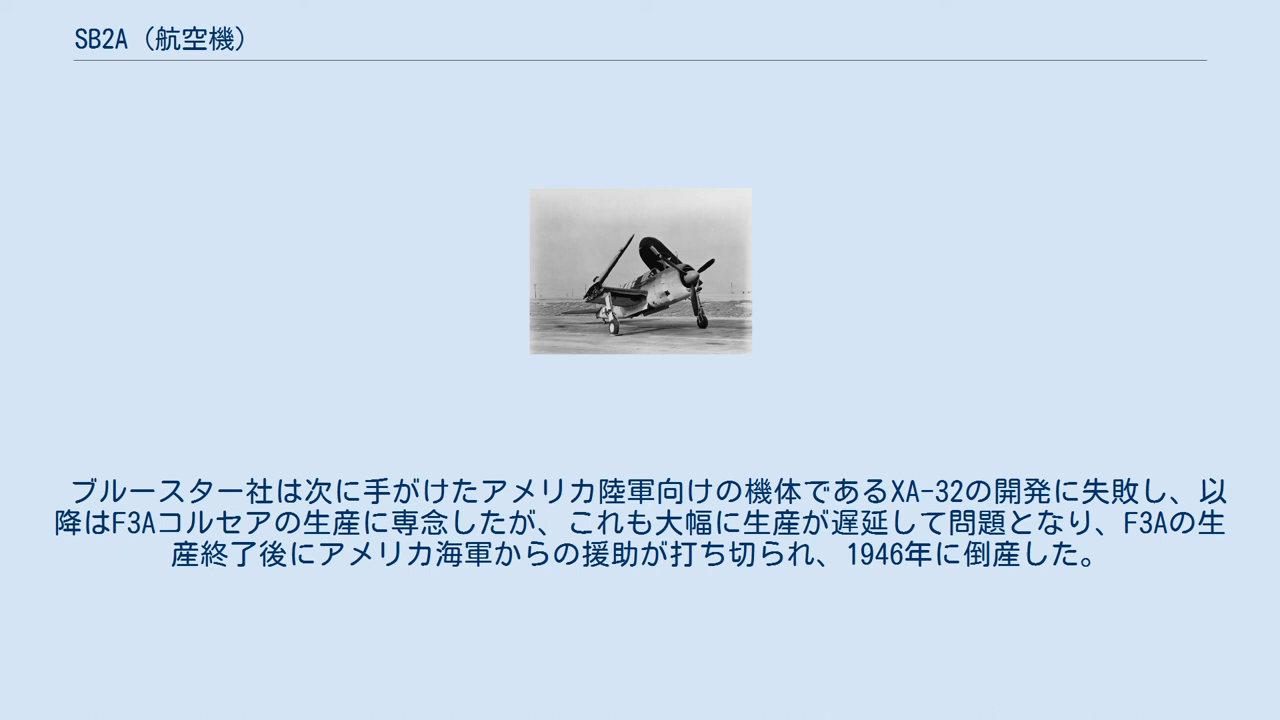 SB2A（航空機）
ブルースター社は次に手がけたアメリカ陸軍向けの機体であるXA-32の開発に失敗し、以
降はF3Aコルセアの生産に専念したが、これも大幅に生産が遅延して問題となり、F3Aの生
産終了後にアメリカ海軍からの援助が打ち切られ、1946年に倒産した。